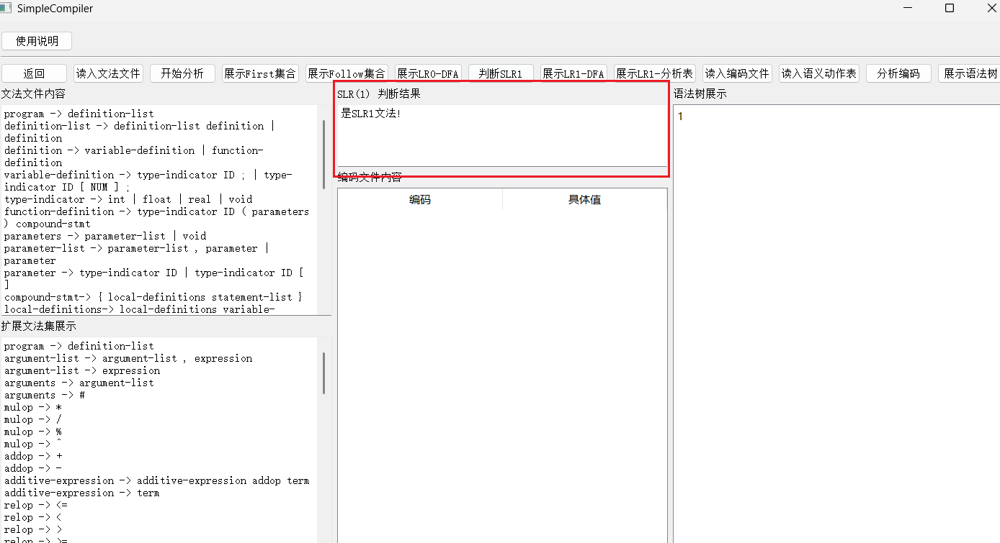 SimpleCompiler
使用说明
返回 读入文法文件 开始分析 展示First集合 展示Follow集合 展示LR0-DFA 判断SLR1 展示LR1-DFA 展示LR1-分析表 读入编码文件 读入语义动作表 分析编码 展示语法树
文法文件内容
program -> definition-list
definition-list -> definition-list definition |
definition
definition -> variable-definition | function-
definition
variable-definition -> type-indicator ID ; | type-
indicator ID [ NUM ] ;
type-indicator -> int | float | real | void
function-definition -> type-indicator ID ( parameters
) compound-stmt
parameters -> parameter-list | void
parameter-list -> parameter-list , parameter |
parameter
parameter -> type-indicator ID | type-indicator ID [
]
compound-stmt-> { local-definitions statement-list }
local-definitions-> local-definitions variable-
扩展文法集展示
program -> definition-list
argument-list -> argument-list , expression
argument-list -> expression
arguments -> argument-list
arguments -> #
mulop -> *
mulop -> /
mulop -> %
mulop -> ^
addop -> +
addop -> -
additive-expression -> additive-expression addop term
additive-expression -> term
relop -> <=
relop -> <
relop -> >
relop -> >=
SLR(1) 判断结果
是SLR1文法!
编码文件内容
编码 具体值
语法树展示
1